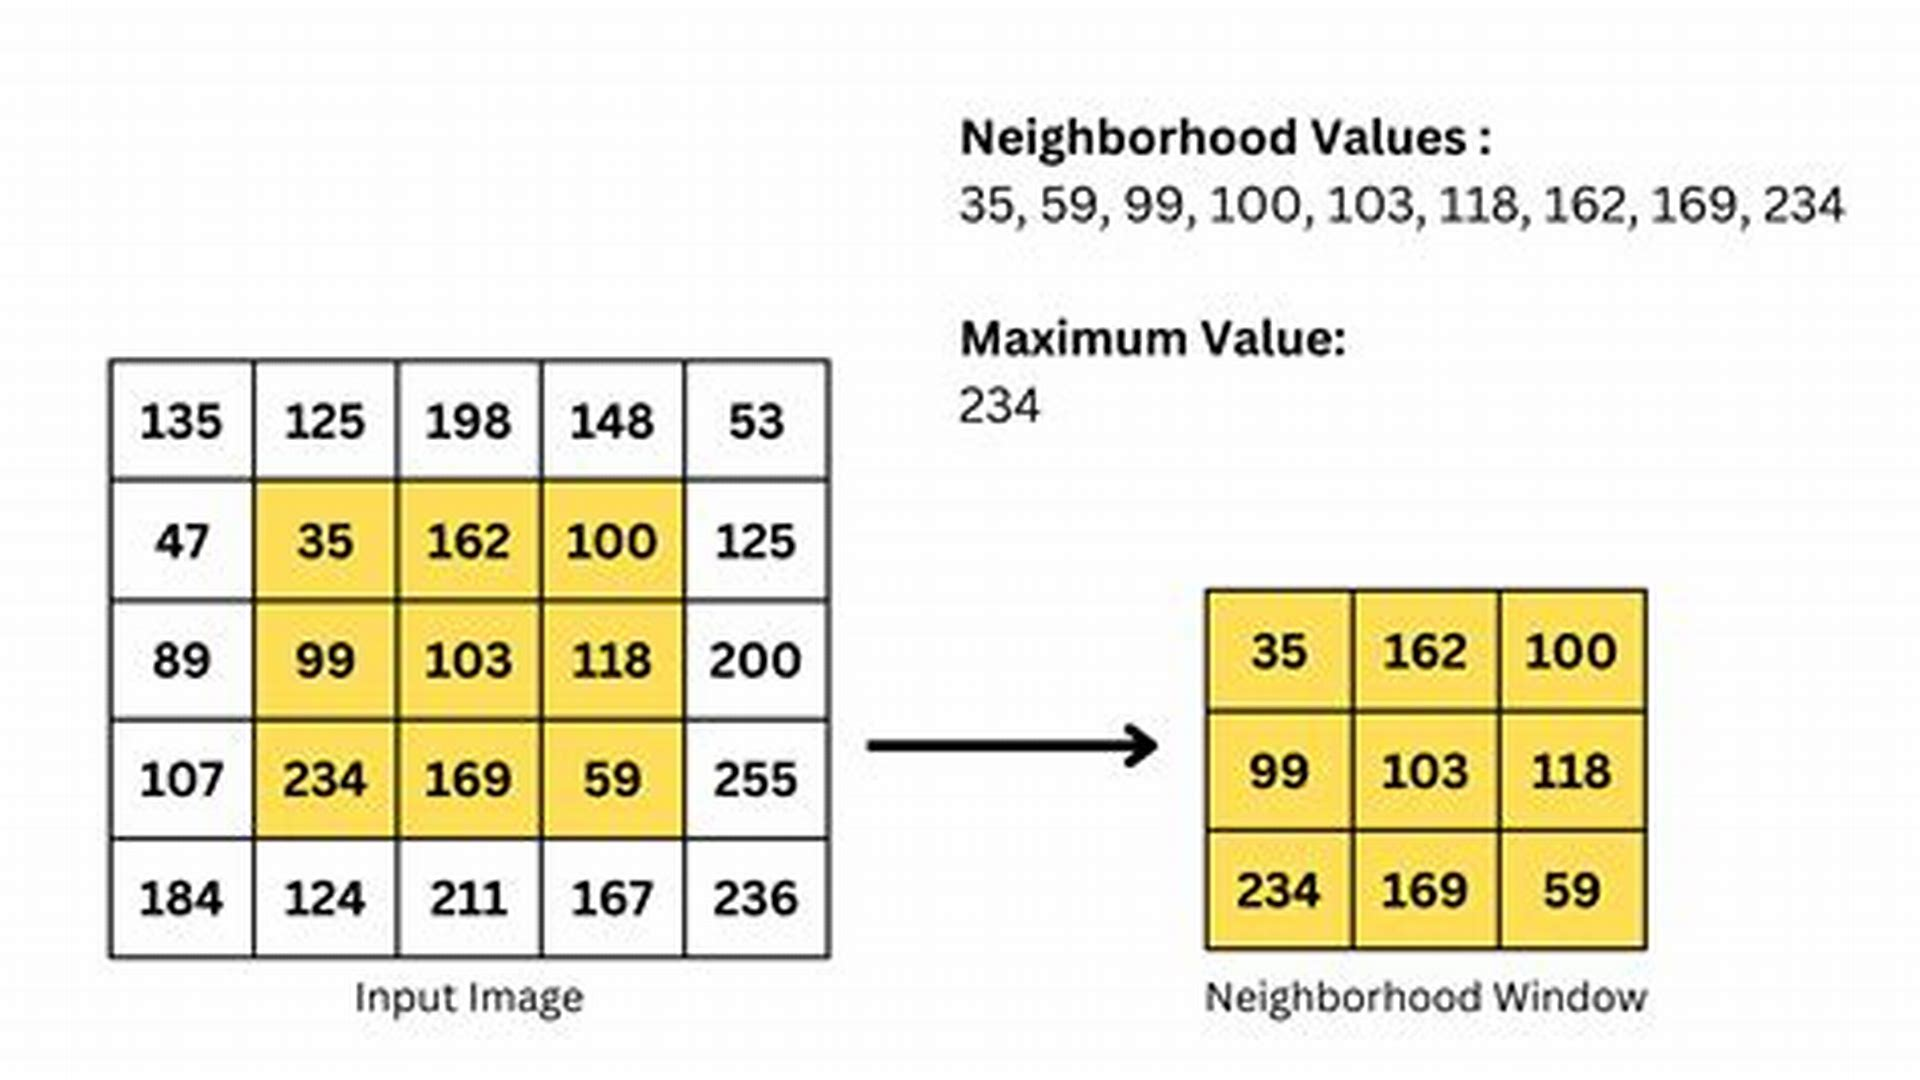 Neighborhood Values :
35, 59, 99, 100, 103, 118, 162, 169, 234
Maximum Value:
234
135 125 198 148 53
47 35 162 100 125
89 99 103 118 200
107 234 169 59 255
184 124 211 167 236
Input Image
35 162 100
99 103 118
234 169 59
Neighborhood Window